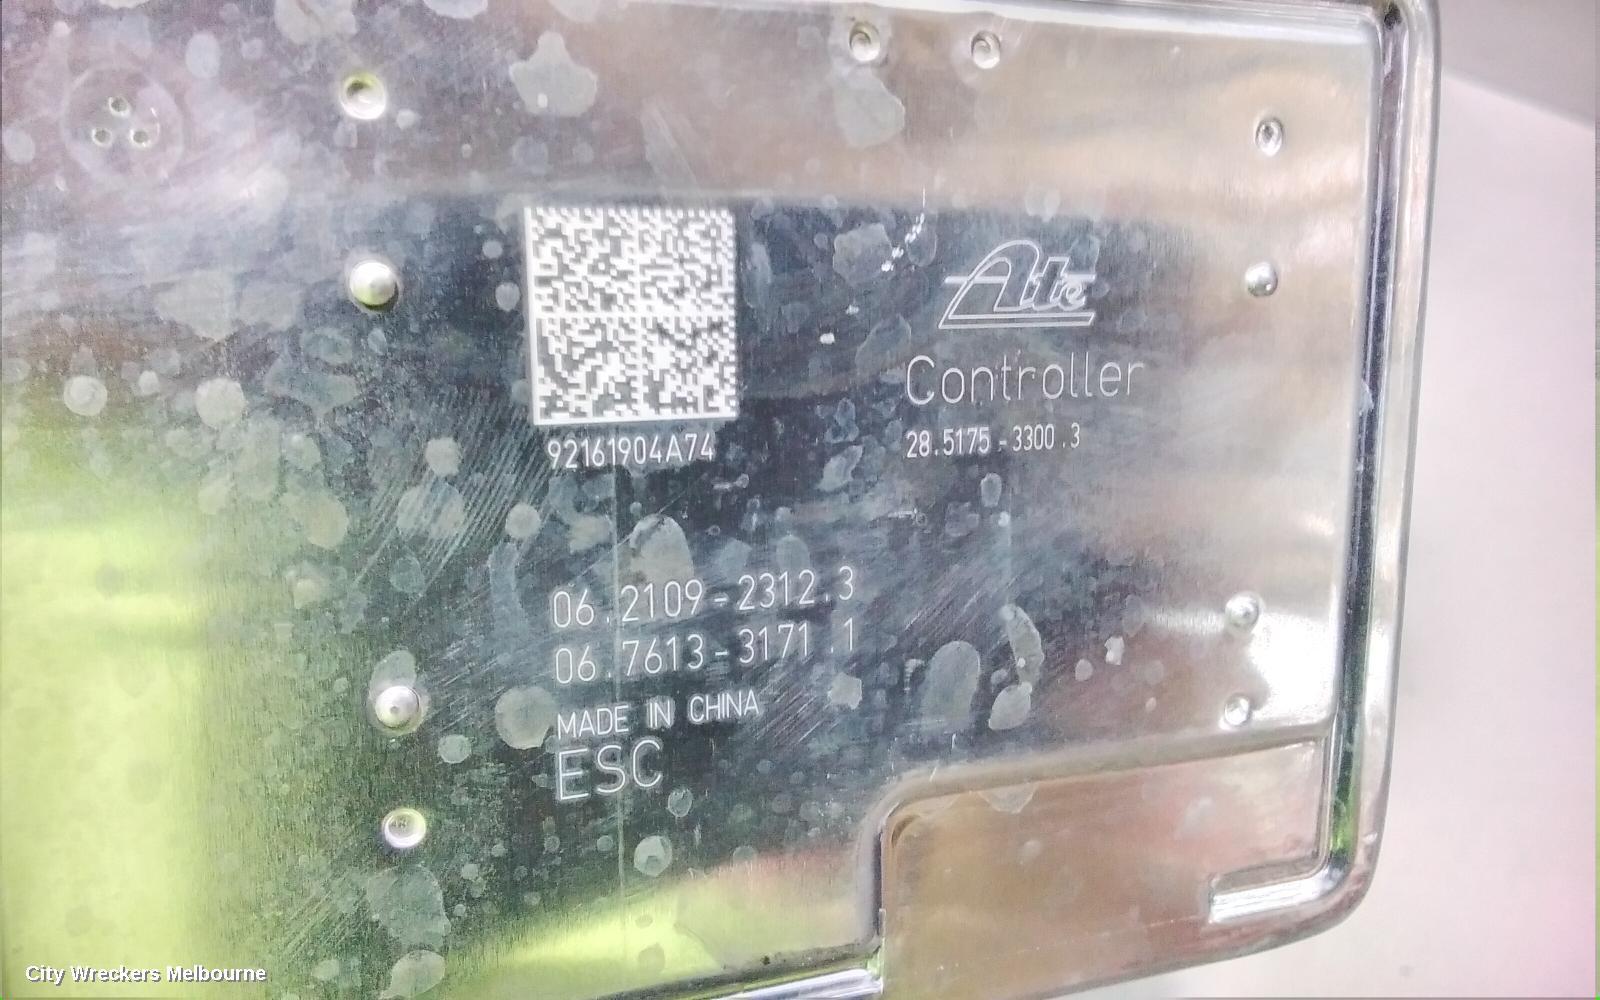 92161904A74
Ate
Controller
28.5175-3300.3
06.2109-2312.3
06.7613-3171.1
MADE IN CHINA
ESC
City Wreckers Melbourne